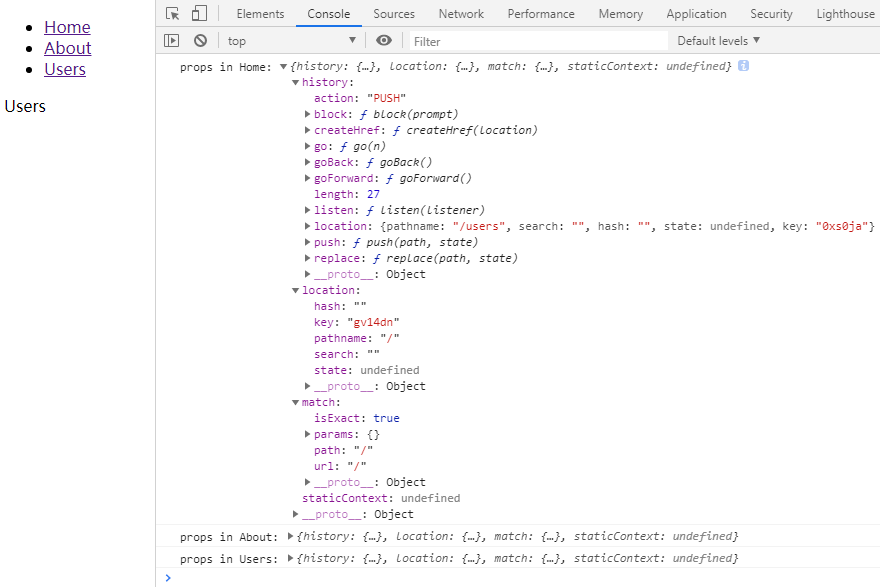 Home
About
Users
Users
Elements Console Sources Network Performance Memory Application Security Lighthouse
top Filter Default levels
props in Home: {history: {…}, location: {…}, match: {…}, staticContext: undefined}
history:
action: "PUSH"
block: ƒ block(prompt)
createHref: ƒ createHref(location)
go: ƒ go(n)
goBack: ƒ goBack()
goForward: ƒ goForward()
length: 27
listen: ƒ listen(listener)
location: {pathname: "/users", search: "", hash: "", state: undefined, key: "0xs0ja"}
push: ƒ push(path, state)
replace: ƒ replace(path, state)
__proto__: Object
location:
hash: ""
key: "gv14dn"
pathname: "/"
search: ""
state: undefined
__proto__: Object
match:
isExact: true
params: {}
path: "/"
url: "/"
__proto__: Object
staticContext: undefined
__proto__: Object
props in About: {history: {…}, location: {…}, match: {…}, staticContext: undefined}
props in Users: {history: {…}, location: {…}, match: {…}, staticContext: undefined}